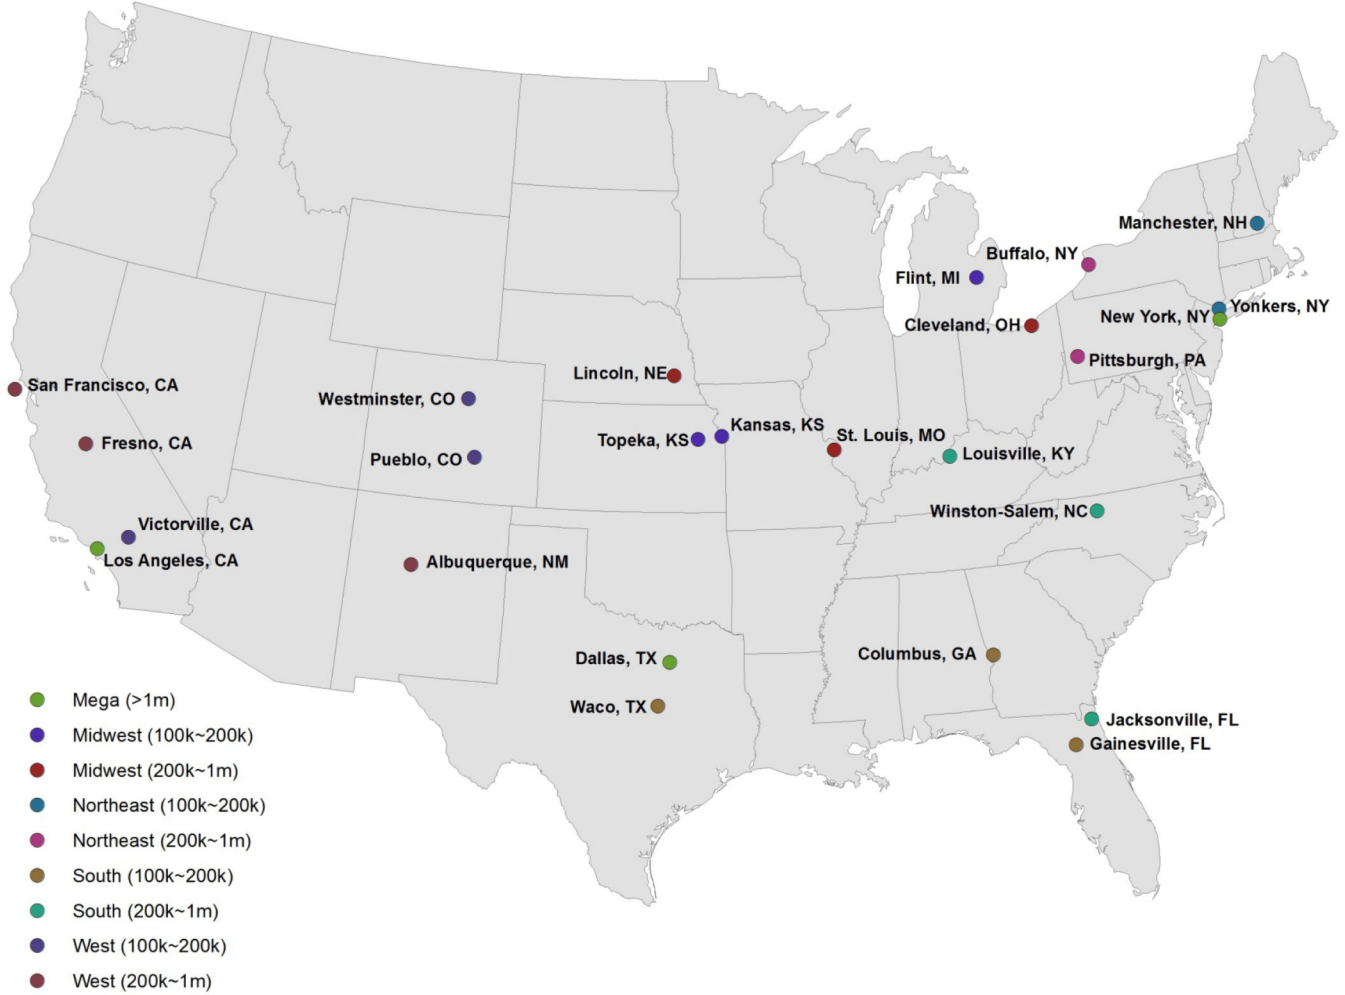 Manchester, NH
Buffalo, NY
Flint, MI
Yonkers, NY
New York, NY
Cleveland, OH
Pittsburgh, PA
Lincoln, NE
San Francisco, CA
Westminster, CO
Kansas, KS
St. Louis, MO
Topeka, KS
Fresno, CA
Louisville, KY
Pueblo, CO
Winston-Salem, NC
Victorville, CA
Los Angeles, CA
Albuquerque, NM
Columbus, GA
Dallas, TX
Waco, TX
Jacksonville, FL
Gainesville, FL
Mega (>1m)
Midwest (100k~200k)
Midwest (200k~1m)
Northeast (100k~200k)
Northeast (200k~1m)
South (100k~200k)
South (200k~1m)
West (100k~200k)
West (200k~1m)